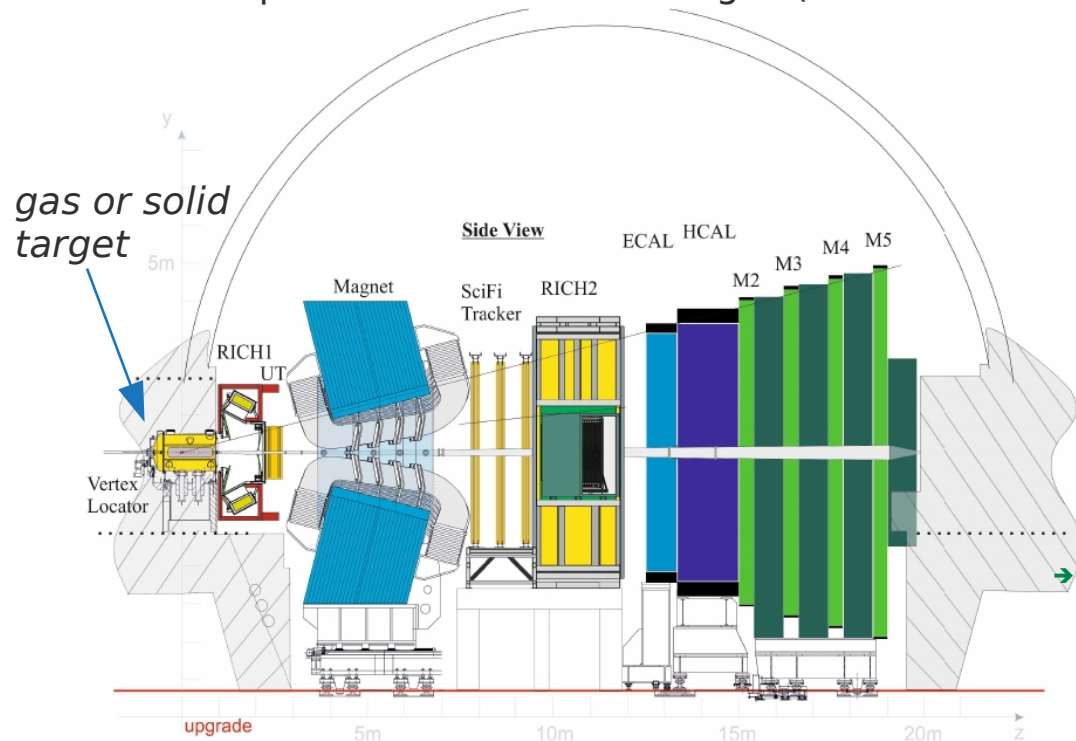 y
gas or solid
target
5m
Side View
ECAL
HCAL
M2
M3
M4
M5
Magnet
SciFi
Tracker
RICH2
RICH1
UT
Vertex
Locator
upgrade
5m
10m
15m
20m
z